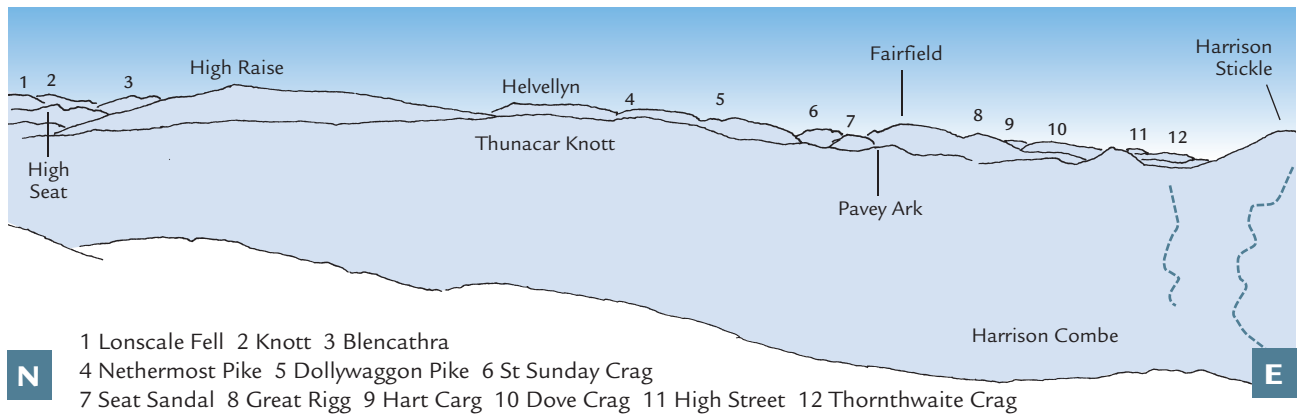 1 2 3
High Raise
Helvellyn
4 5 6 7
Fairfield
8 9 10 11 12
Harrison
Stickle
High
Seat
Thunacar Knott
Pavey Ark
Harrison Combe
1 Lonscale Fell 2 Knott 3 Blencathra
4 Nethermost Pike 5 Dollywaggon Pike 6 St Sunday Crag
7 Seat Sandal 8 Great Rigg 9 Hart Carg 10 Dove Crag 11 High Street 12 Thornthwaite Crag
N
E